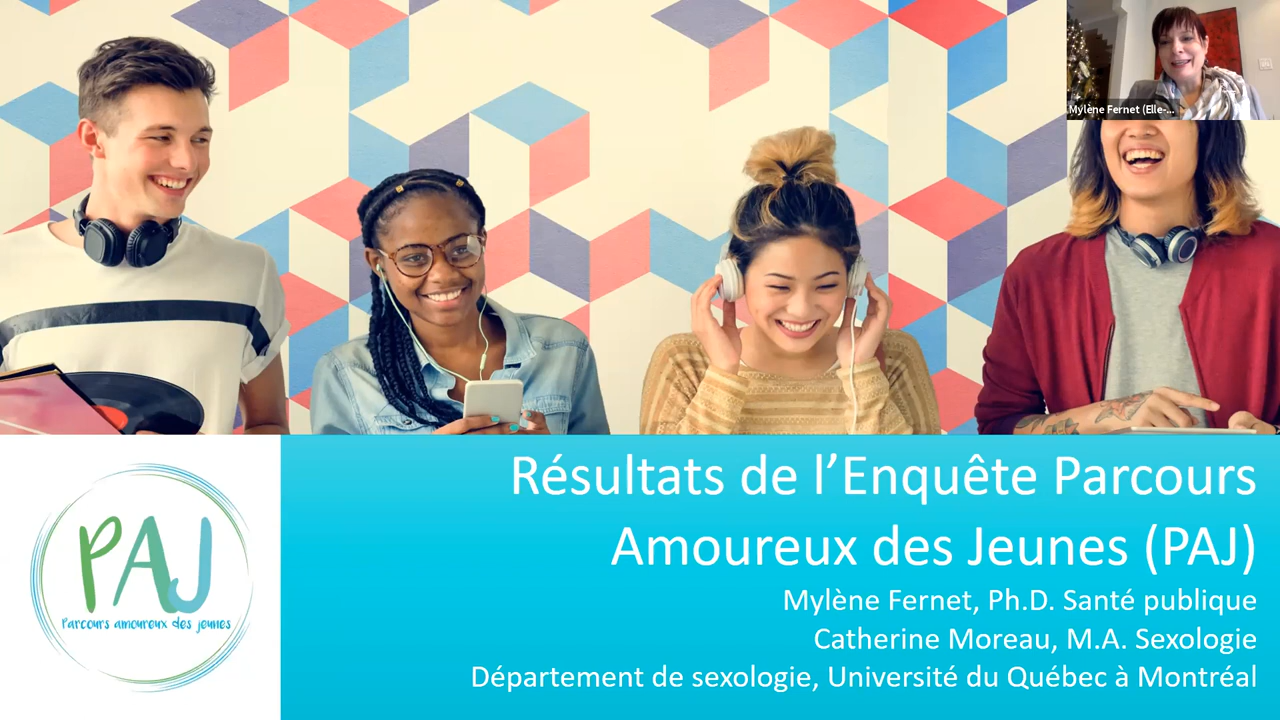 Mylène Fernet (Elle-...
Résultats de l’Enquête Parcours
Amoureux des Jeunes (PAJ)
Mylène Fernet, Ph.D. Santé publique
Catherine Moreau, M.A. Sexologie
Département de sexologie, Université du Québec à Montréal
PAJ
Parcours amoureux des jeunes